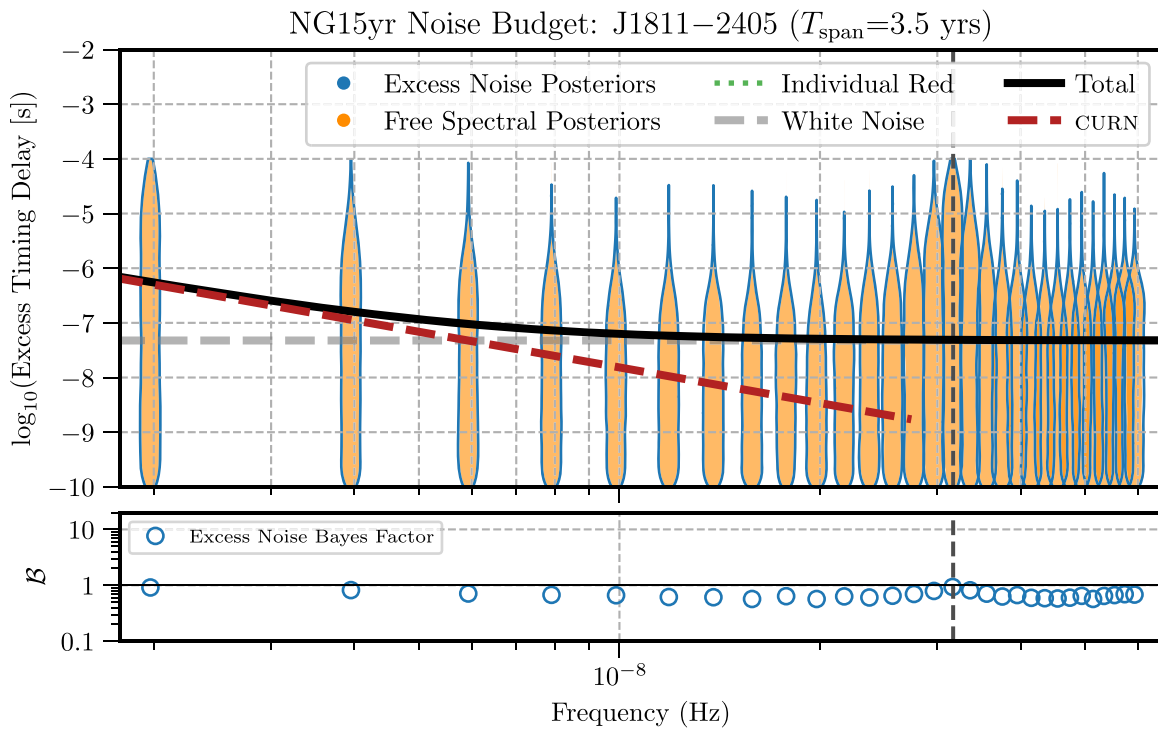 NG15yr Noise Budget: J1811−2405 (T_span=3.5 yrs)
Excess Noise Posteriors
Free Spectral Posteriors
Individual Red
White Noise
Total
CURN
log₁₀(Excess Timing Delay [s])
−2
−3
−4
−5
−6
−7
−8
−9
−10
Excess Noise Bayes Factor
ℬ
10
1
0.1
10⁻⁸
Frequency (Hz)